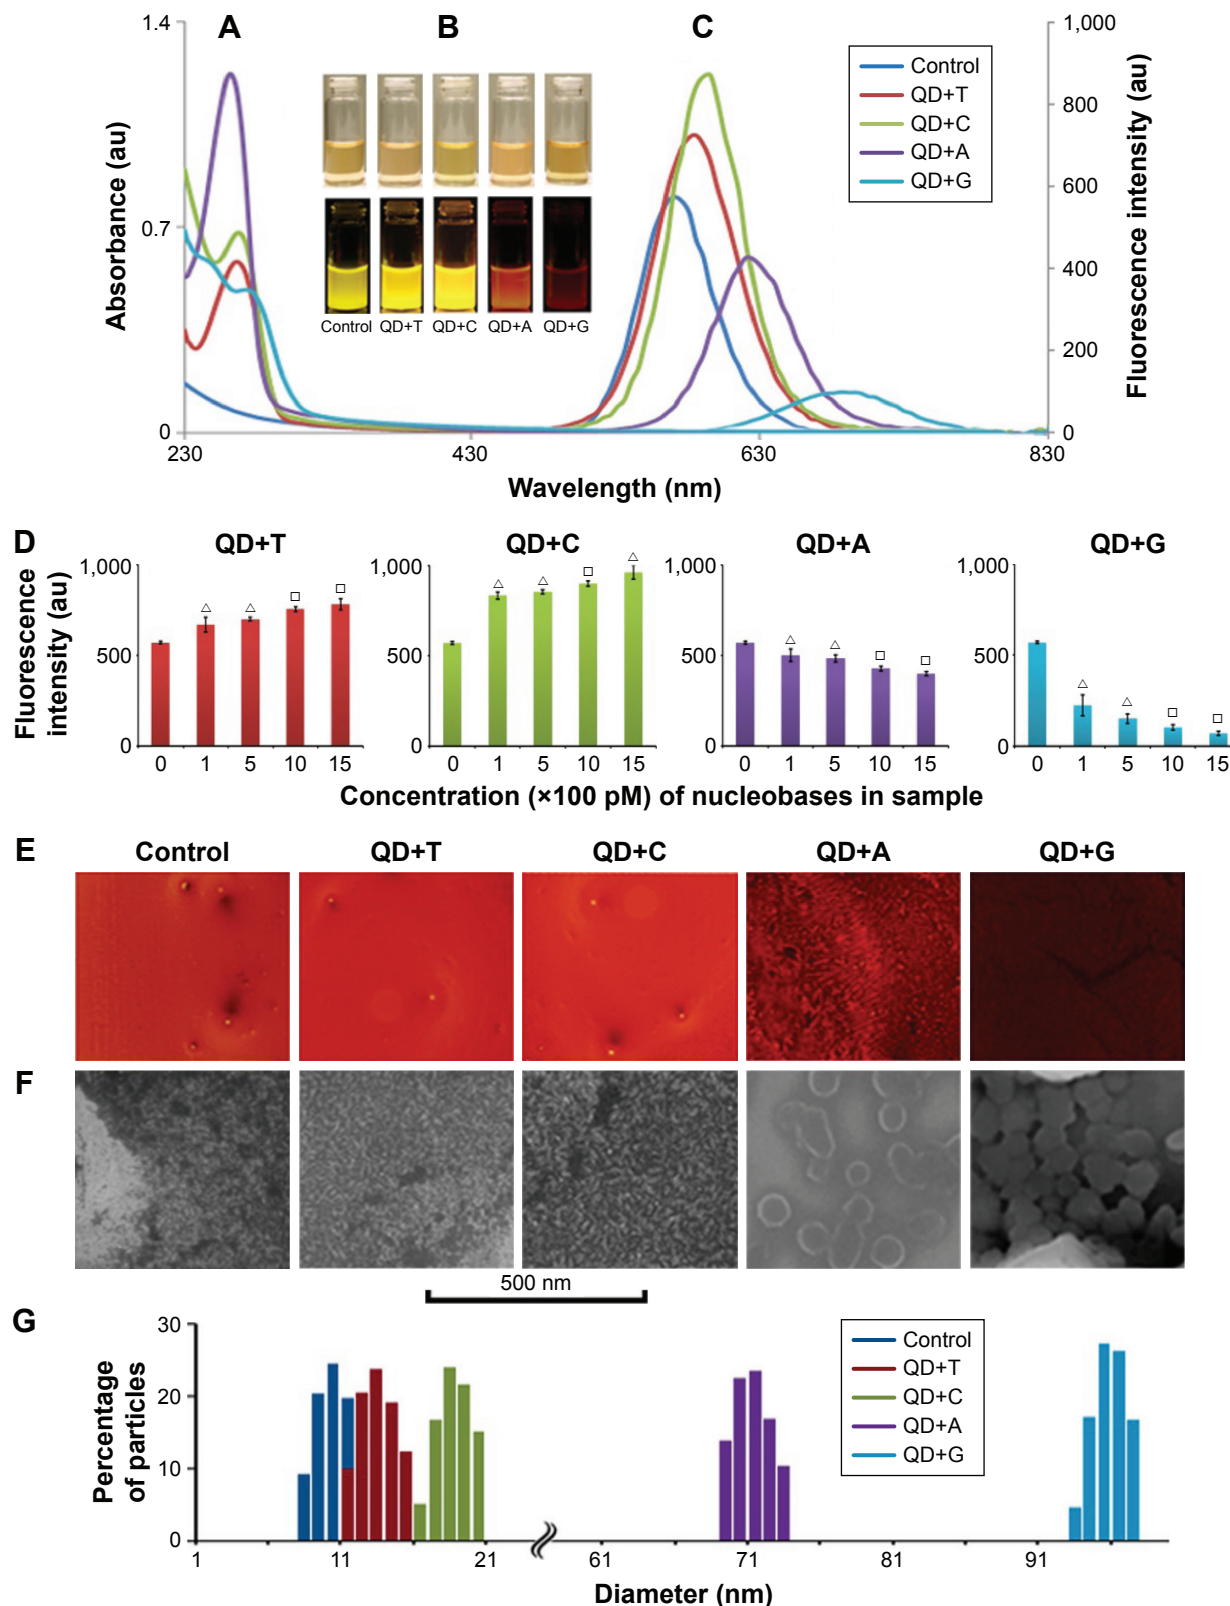 A B C
1.4
0.7
0
Absorbance (au)
1,000
800
600
400
200
0
Fluorescence intensity (au)
Control
QD+T
QD+C
QD+A
QD+G
Control QD+T QD+C QD+A QD+G
230 430 630 830
Wavelength (nm)
D
QD+T QD+C QD+A QD+G
Fluorescence
intensity (au)
1,000 1,000 1,000 1,000
500 500 500 500
0 0 0 0
0 1 5 10 15 0 1 5 10 15 0 1 5 10 15 0 1 5 10 15
Concentration (×100 pM) of nucleobases in sample
E
Control QD+T QD+C QD+A QD+G
F
500 nm
G
30
20
10
0
Percentage
of particles
Control
QD+T
QD+C
QD+A
QD+G
1 11 21 61 71 81 91
Diameter (nm)